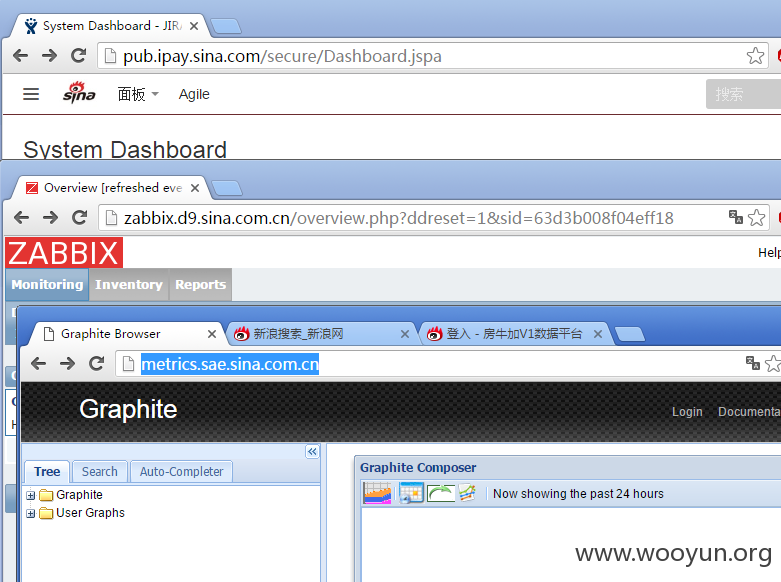 System Dashboard - JIR
pub.ipay.sina.com/secure/Dashboard.jspa
sina 面板 Agile 搜索
System Dashboard
Overview [refreshed eve
zabbix.d9.sina.com.cn/overview.php?ddreset=1&sid=63d3b008f04eff18
ZABBIX
Help
Monitoring Inventory Reports
Graphite Browser 新浪搜索_新浪网 登入 - 房牛加V1数据平台
metrics.sae.sina.com.cn
Graphite Login Documenta
Tree Search Auto-Completer
Graphite
User Graphs
Graphite Composer
Now showing the past 24 hours
www.wooyun.org